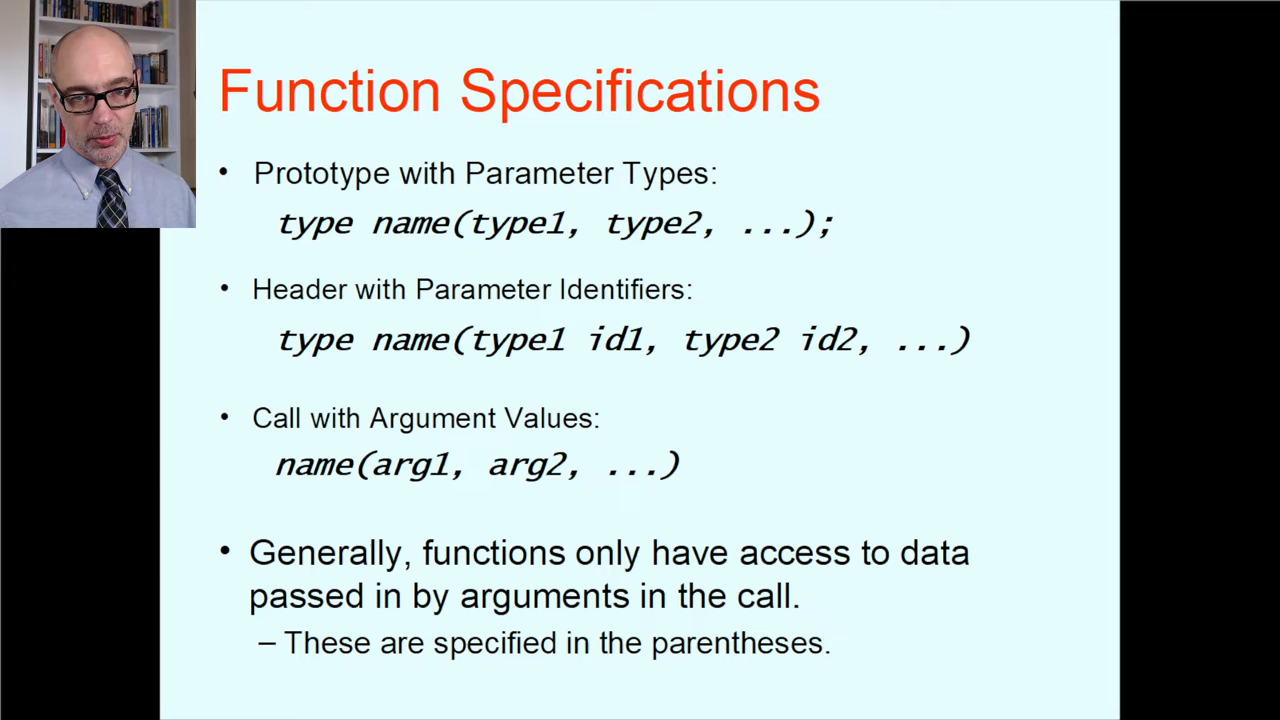 Function Specifications
• Prototype with Parameter Types:
type name(type1, type2, ...);
• Header with Parameter Identifiers:
type name(type1 id1, type2 id2, ...)
• Call with Argument Values:
name(arg1, arg2, ...)
• Generally, functions only have access to data
passed in by arguments in the call.
– These are specified in the parentheses.